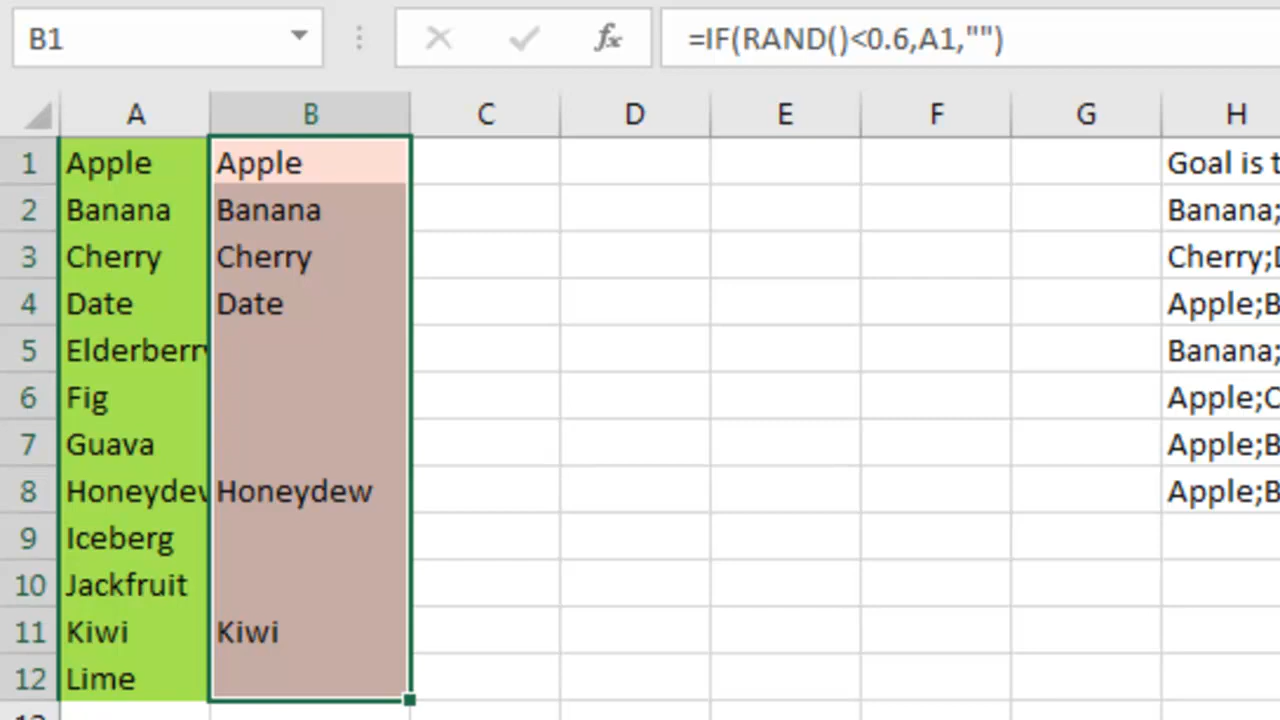 B1 fx =IF(RAND()<0.6,A1,"")
A B C D E F G H
1 Apple Apple Goal is t
2 Banana Banana Banana;
3 Cherry Cherry Cherry;D
4 Date Date Apple;B
5 Elderberry Banana;
6 Fig Apple;C
7 Guava Apple;B
8 Honeydew Honeydew Apple;B
9 Iceberg
10 Jackfruit
11 Kiwi Kiwi
12 Lime